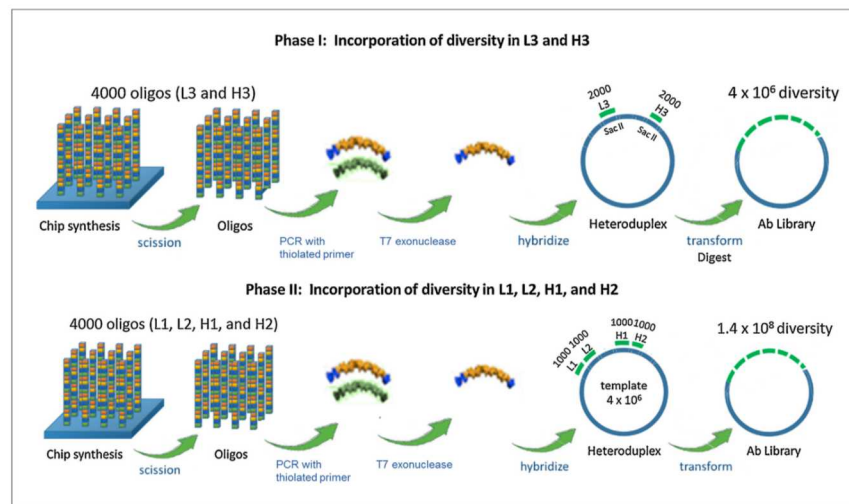 Phase I: Incorporation of diversity in L3 and H3
4000 oligos (L3 and H3)
2000
L3
2000
H3
Sac II
Sac II
4 x 10⁶ diversity
Chip synthesis
scission
Oligos
PCR with
thiolated primer
T7 exonuclease
hybridize
Heteroduplex
transform
Digest
Ab Library
Phase II: Incorporation of diversity in L1, L2, H1, and H2
4000 oligos (L1, L2, H1, and H2)
1000
L1
1000
L2
1000
H1
1000
H2
template
4 x 10⁶
1.4 x 10⁸ diversity
Chip synthesis
scission
Oligos
PCR with
thiolated primer
T7 exonuclease
hybridize
Heteroduplex
transform
Ab Library